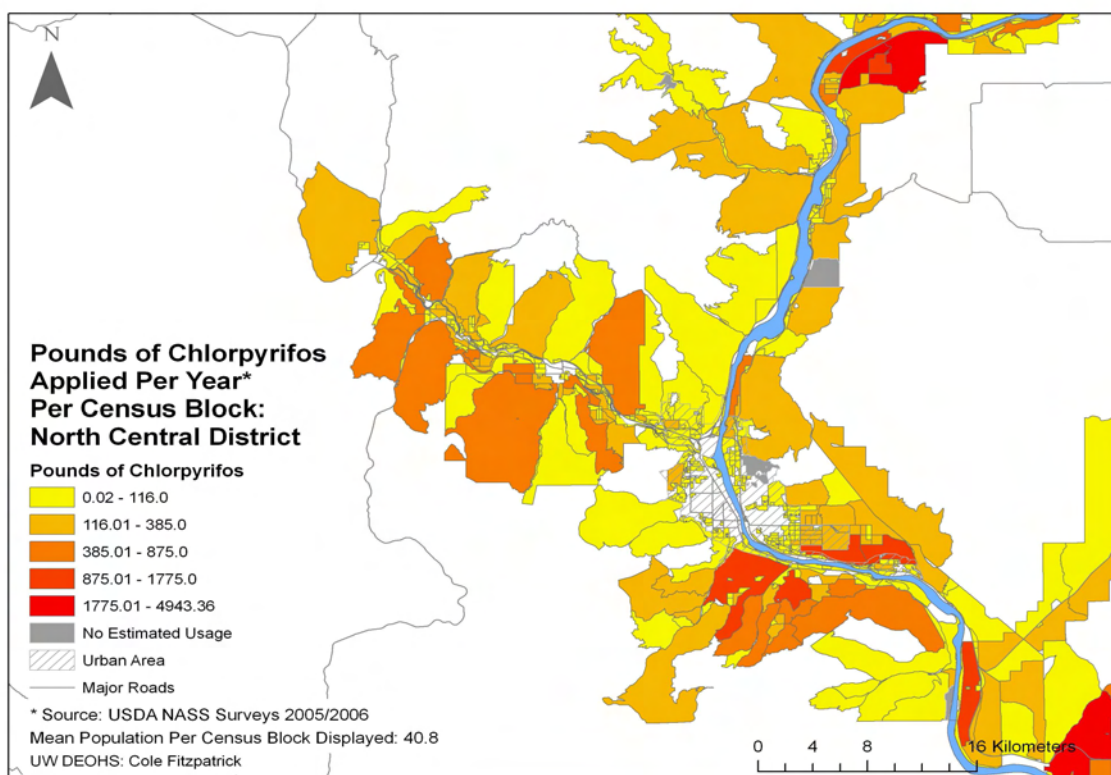 N
Pounds of Chlorpyrifos
Applied Per Year*
Per Census Block:
North Central District
Pounds of Chlorpyrifos
0.02 - 116.0
116.01 - 385.0
385.01 - 875.0
875.01 - 1775.0
1775.01 - 4943.36
No Estimated Usage
Urban Area
Major Roads
* Source: USDA NASS Surveys 2005/2006
Mean Population Per Census Block Displayed: 40.8
UW DEOHS: Cole Fitzpatrick
0 4 8 16 Kilometers